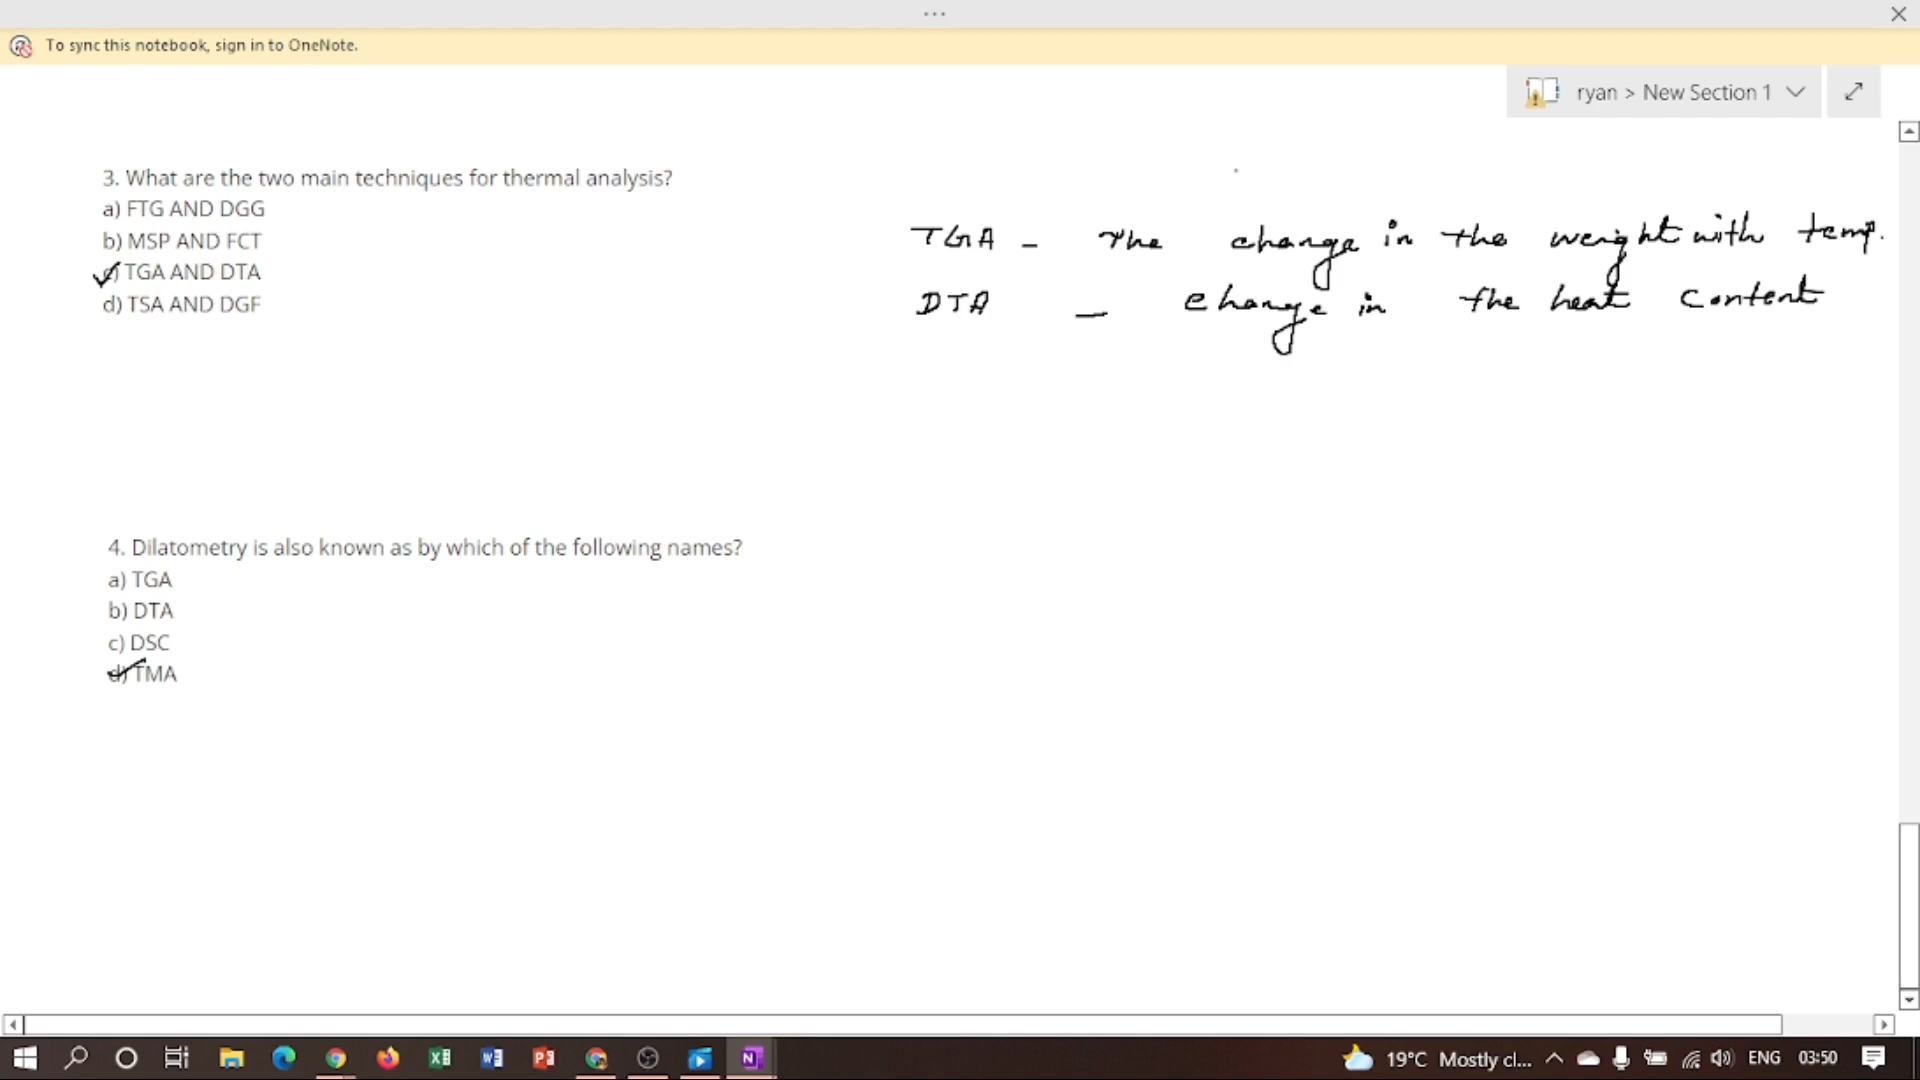 To sync this notebook, sign in to OneNote.
ryan > New Section 1
3. What are the two main techniques for thermal analysis?
a) FTG AND DGG
b) MSP AND FCT
c) TGA AND DTA
d) TSA AND DGF
TGA - The change in the weight with temp.
DTA - change in the heat content
4. Dilatometry is also known as by which of the following names?
a) TGA
b) DTA
c) DSC
d) TMA
19°C Mostly cl... ENG 03:50